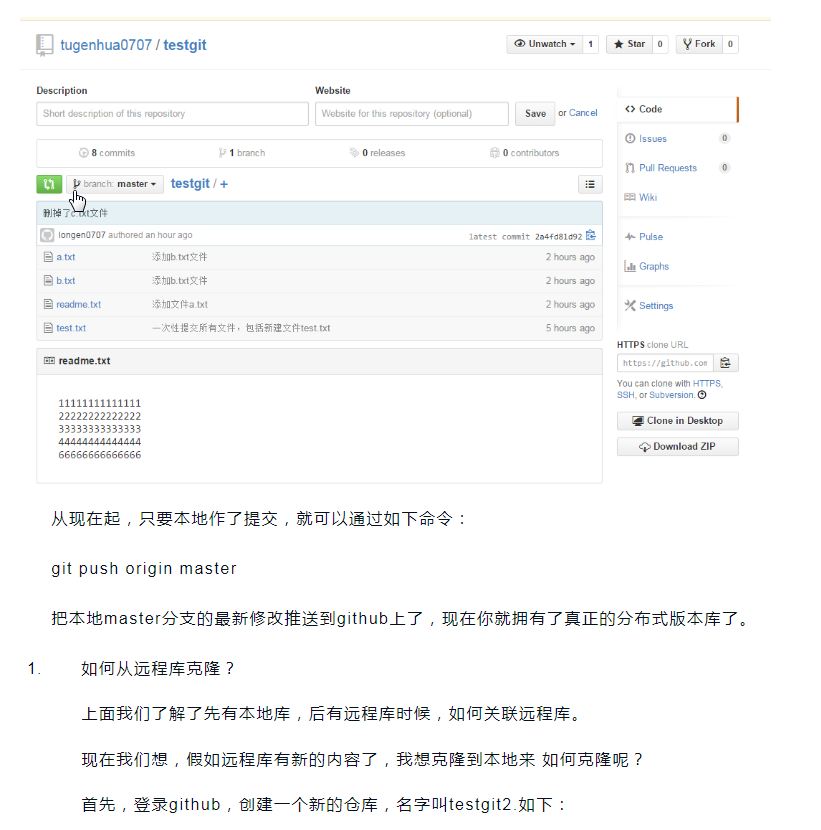 tugenhua0707 / testgit
Unwatch 1 Star 0 Fork 0
Description Website
Short description of this repository Website for this repository (optional) Save or Cancel
<> Code
Issues 0
Pull Requests 0
Wiki
Pulse
Graphs
Settings
8 commits 1 branch 0 releases 0 contributors
branch: master testgit / +
删掉了c.txt文件
longen0707 authored an hour ago latest commit 2a4fd81d92
a.txt 添加b.txt文件 2 hours ago
b.txt 添加b.txt文件 2 hours ago
readme.txt 添加文件a.txt 2 hours ago
test.txt 一次性提交所有文件，包括新建文件test.txt 5 hours ago
HTTPS clone URL
https://github.com
You can clone with HTTPS,
SSH, or Subversion.
Clone in Desktop
Download ZIP
readme.txt
11111111111111
22222222222222
33333333333333
44444444444444
66666666666666
从现在起，只要本地作了提交，就可以通过如下命令：
git push origin master
把本地master分支的最新修改推送到github上了，现在你就拥有了真正的分布式版本库了。
1. 如何从远程库克隆？
上面我们了解了先有本地库，后有远程库时候，如何关联远程库。
现在我们想，假如远程库有新的内容了，我想克隆到本地来 如何克隆呢？
首先，登录github，创建一个新的仓库，名字叫testgit2.如下：